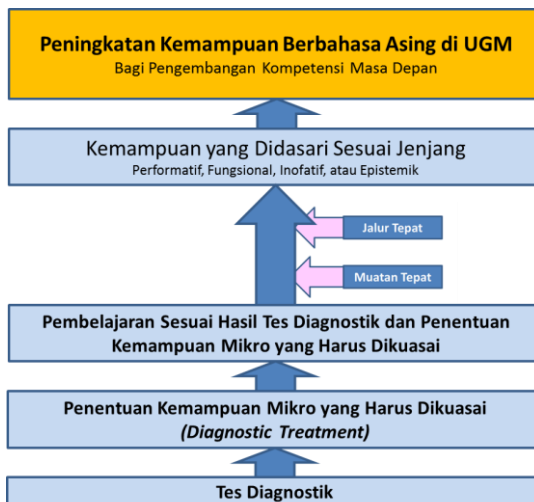 Peningkatan Kemampuan Berbahasa Asing di UGM
Bagi Pengembangan Kompetensi Masa Depan
Kemampuan yang Didasari Sesuai Jenjang
Performatif, Fungsional, Inofatif, atau Epistemik
Jalur Tepat
Muatan Tepat
Pembelajaran Sesuai Hasil Tes Diagnostik dan Penentuan
Kemampuan Mikro yang Harus Dikuasai
Penentuan Kemampuan Mikro yang Harus Dikuasai
(Diagnostic Treatment)
Tes Diagnostik